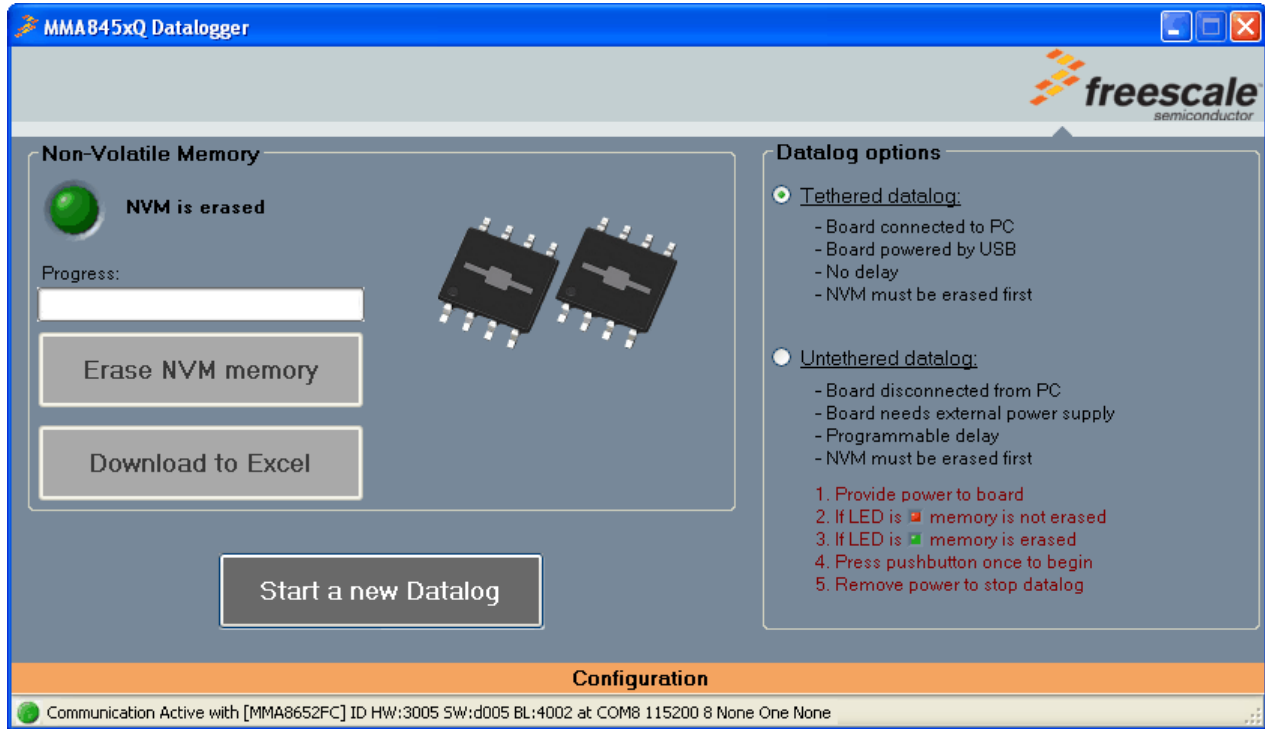 MMA845xQ Datalogger
freescale
semiconductor
Non-Volatile Memory
NVM is erased
Progress:
Erase NVM memory
Download to Excel
Start a new Datalog
Datalog options
Tethered datalog:
- Board connected to PC
- Board powered by USB
- No delay
- NVM must be erased first
Untethered datalog:
- Board disconnected from PC
- Board needs external power supply
- Programmable delay
- NVM must be erased first
1. Provide power to board
2. If LED is memory is not erased
3. If LED is memory is erased
4. Press pushbutton once to begin
5. Remove power to stop datalog
Configuration
Communication Active with [MMA8652FC] ID HW:3005 SW:d005 BL:4002 at COM8 115200 8 None One None